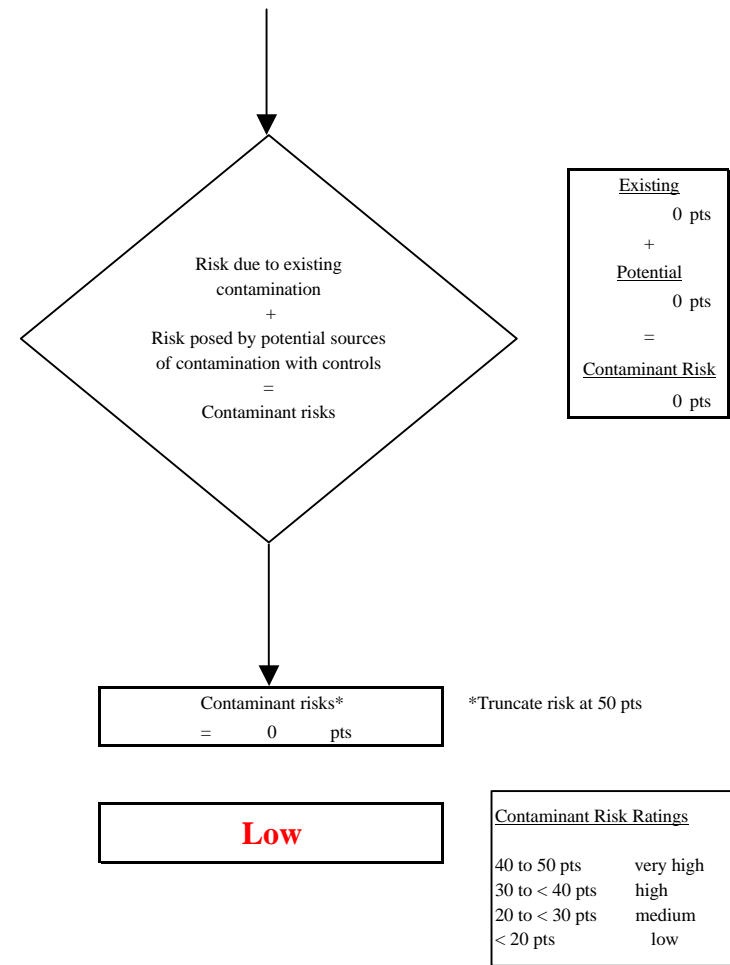 Risk due to existing
contamination
+
Risk posed by potential sources
of contamination with controls
=
Contaminant risks
Existing
0 pts
+
Potential
0 pts
=
Contaminant Risk
0 pts
Contaminant risks*
= 0 pts
*Truncate risk at 50 pts
Low
Contaminant Risk Ratings
40 to 50 pts very high
30 to < 40 pts high
20 to < 30 pts medium
< 20 pts low